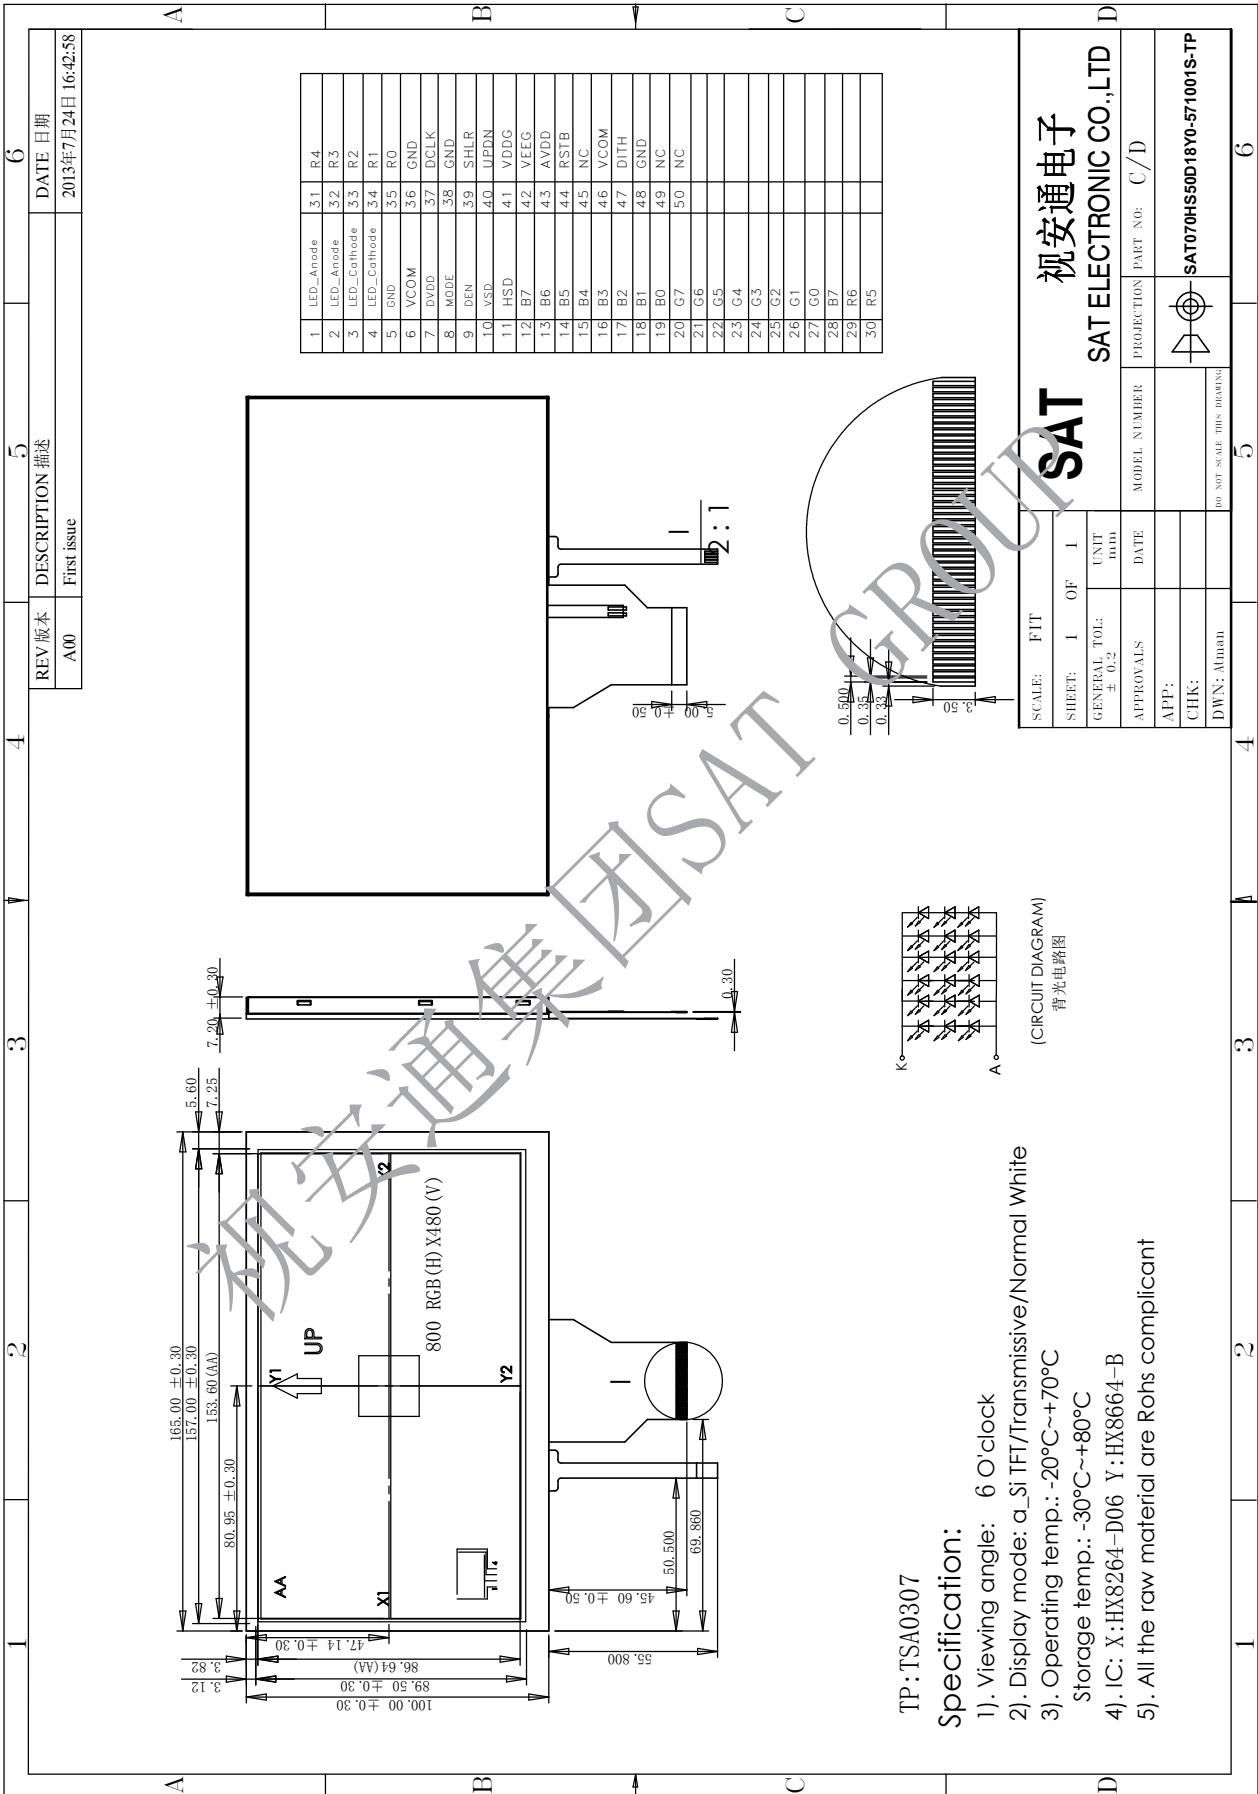 1 2 3 4 5 6
A
B
C
D
REV 版本 DESCRIPTION 描述 DATE 日期
A00 First issue 2013年7月24日 16:42:58
165.00 ±0.30
157.00 ±0.30
153.60(AA)
80.95 ±0.30
5.60
7.25
3.12
3.82
100.00 ±0.30
89.50 ±0.30
86.64(AA)
47.14 ±0.30
AA
Y1
UP
X1
X2
Y2
800 RGB(H)X480(V)
I
50.500
69.860
45.60 ±0.50
55.800
7.20 ±0.30
0.30
5.00 ±0.50
I
2:1
0.500
0.35
0.33
3.50
1 LED_Anode 31 R4
2 LED_Anode 32 R3
3 LED_Cathode 33 R2
4 LED_Cathode 34 R1
5 GND 35 R0
6 VCOM 36 GND
7 DVDD 37 DCLK
8 MODE 38 GND
9 DEN 39 SHLR
10 VSD 40 UPDN
11 HSD 41 VDDG
12 B7 42 VEEG
13 B6 43 AVDD
14 B5 44 RSTB
15 B4 45 NC
16 B3 46 VCOM
17 B2 47 DITH
18 B1 48 GND
19 B0 49 NC
20 G7 50 NC
21 G6
22 G5
23 G4
24 G3
25 G2
26 G1
27 G0
28 B7
29 R6
30 R5
K
A
(CIRCUIT DIAGRAM)
背光电路图
TP:TSA0307
Specification:
1). Viewing angle: 6 O'clock
2). Display mode: a_Si TFT/Transmissive/Normal White
3). Operating temp.: -20°C~+70°C
Storage temp.: -30°C~+80°C
4). IC: X:HX8264-D06 Y:HX8664-B
5). All the raw material are Rohs complicant
SCALE: FIT
SHEET: 1 OF 1
GENERAL TOL: ± 0.2
UNIT mm
APPROVALS DATE
APP:
CHK:
DWN: Atman
SAT 视安通电子
SAT ELECTRONIC CO.,LTD
MODEL NUMBER PROJECTION PART NO: C/D
SAT070HS50D18Y0-571001S-TP
DO NOT SCALE THIS DRAWING
视安通集团SAT GROUP
A
B
C
D
1 2 3 4 5 6